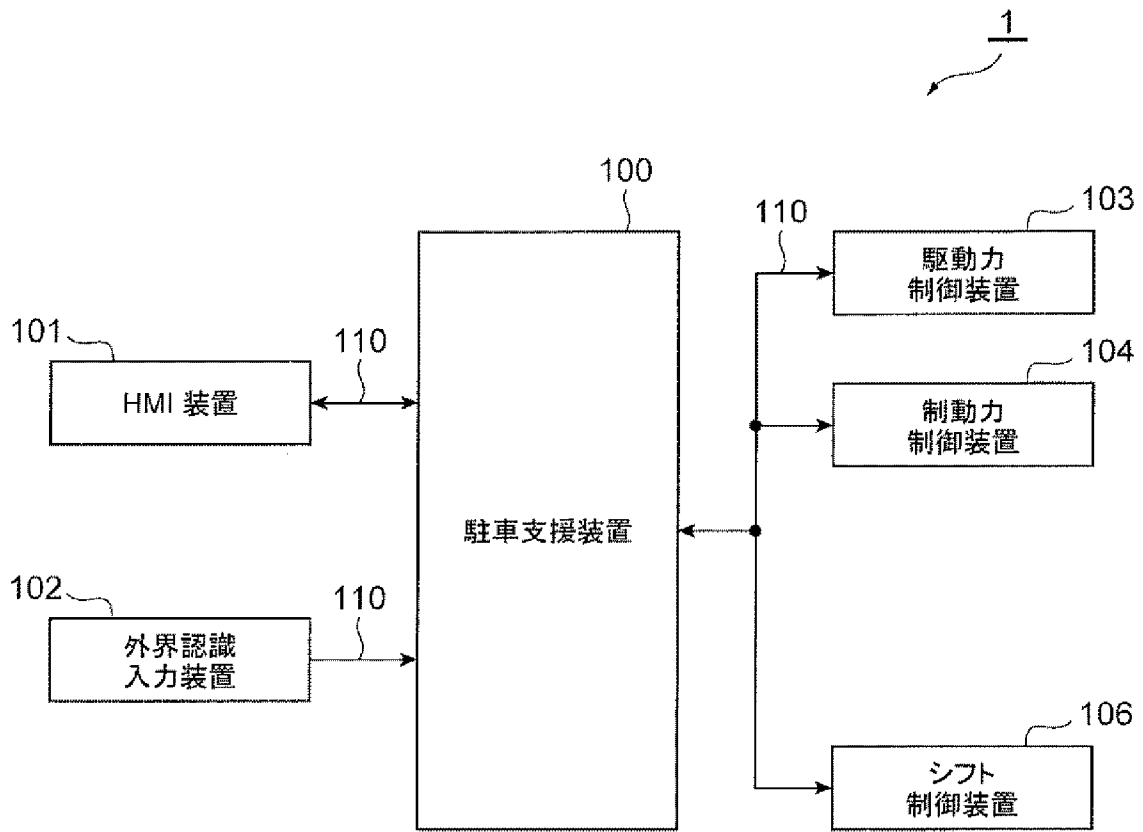 1
100
110
103
駆動力
制御装置
101
110
HMI 装置
104
制動力
制御装置
駐車支援装置
102
110
外界認識
入力装置
106
シフト
制御装置